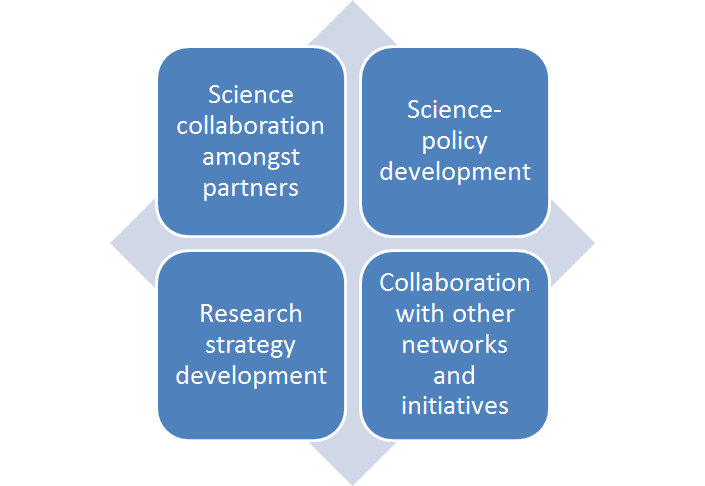 Science
collaboration
amongst
partners
Science-
policy
development
Research
strategy
development
Collaboration
with other
networks
and
initiatives